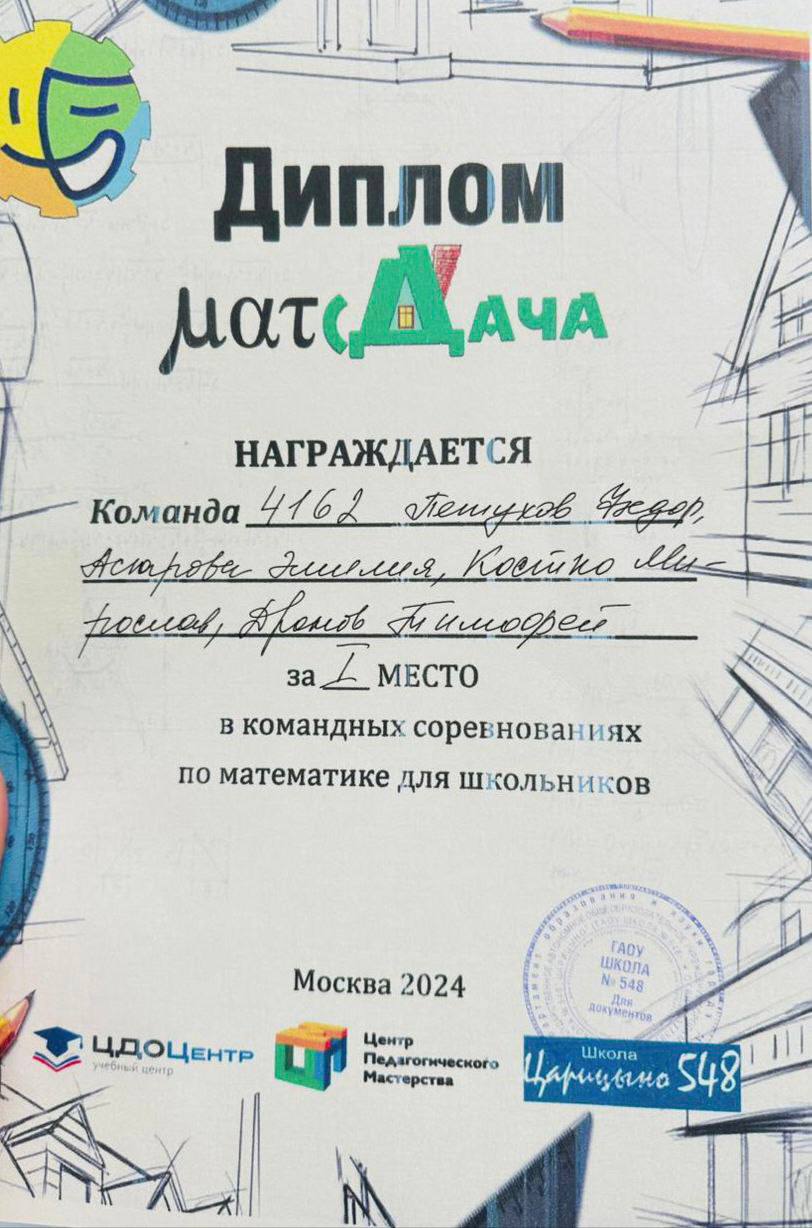 Диплом
матсДача
НАГРАЖДАЕТСЯ
Команда 4162 Петухов Федор,
Эмилия, Костко Ми-
рослав, Дронов Тимофей
за I МЕСТО
в командных соревнованиях
по математике для школьников
Москва 2024
ГАОУ
ШКОЛА
№ 548
Для
документов
ЦДОЦЕНТР
учебный центр
Центр
Педагогического
Мастерства
Школа
Царицыно 548